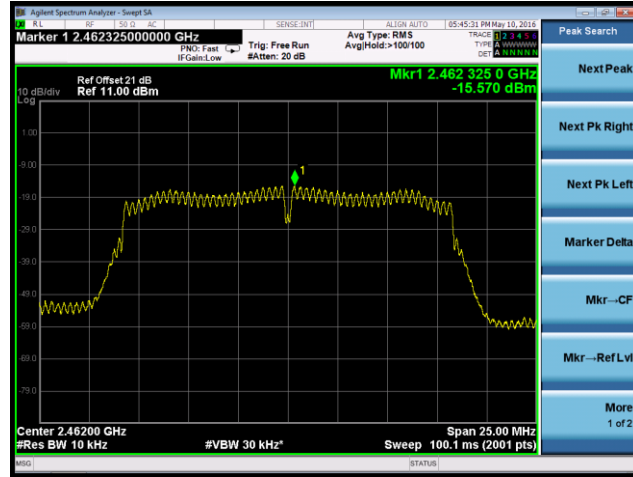 Agilent Spectrum Analyzer - Swept SA
RL RF 50 Ω AC SENSE:INT ALIGN AUTO 05:45:31 PM May 10, 2016
Marker 1 2.462325000000 GHz
PNO: Fast
IFGain:Low
Trig: Free Run
#Atten: 20 dB
Avg Type: RMS
Avg|Hold:>100/100
TRACE 1 2 3 4 5 6
TYPE A WWWWW
DET A N N N N N
Peak Search
Mkr1 2.462 325 0 GHz
-15.570 dBm
Ref Offset 21 dB
Ref 11.00 dBm
10 dB/div
Log
1.00
-9.00
-19.0
-29.0
-39.0
-49.0
-59.0
-69.0
-79.0
1
Center 2.46200 GHz
Span 25.00 MHz
#Res BW 10 kHz
#VBW 30 kHz*
Sweep 100.1 ms (2001 pts)
MSG
STATUS
Next Peak
Next Pk Right
Next Pk Left
Marker Delta
Mkr→CF
Mkr→Ref Lvl
More
1 of 2